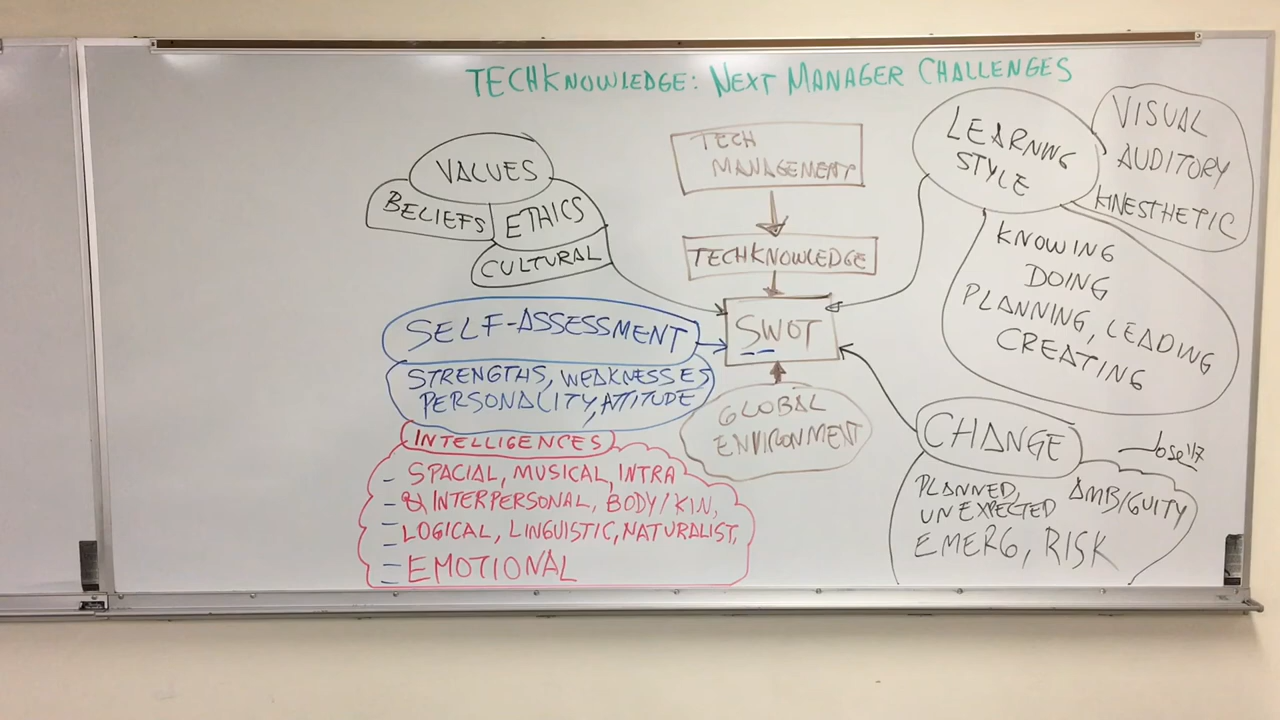 TECHKNOWLEDGE: NEXT MANAGER CHALLENGES
VALUES
BELIEFS
ETHICS
CULTURAL
TECH
MANAGEMENT
TECHKNOWLEDGE
SWOT
GLOBAL
ENVIRONMENT
SELF-ASSESSMENT
STRENGTHS, WEAKNESSES
PERSONALITY, ATTITUDE
INTELLIGENCES
- SPACIAL, MUSICAL, INTRA
- & INTERPERSONAL, BODY/KIN,
- LOGICAL, LINGUISTIC, NATURALIST,
- EMOTIONAL
LEARNING
STYLE
VISUAL
AUDITORY
KINESTHETIC
KNOWING
DOING
PLANNING, LEADING
CREATING
CHANGE
PLANNED,
UNEXPECTED
AMBIGUITY
EMERG, RISK